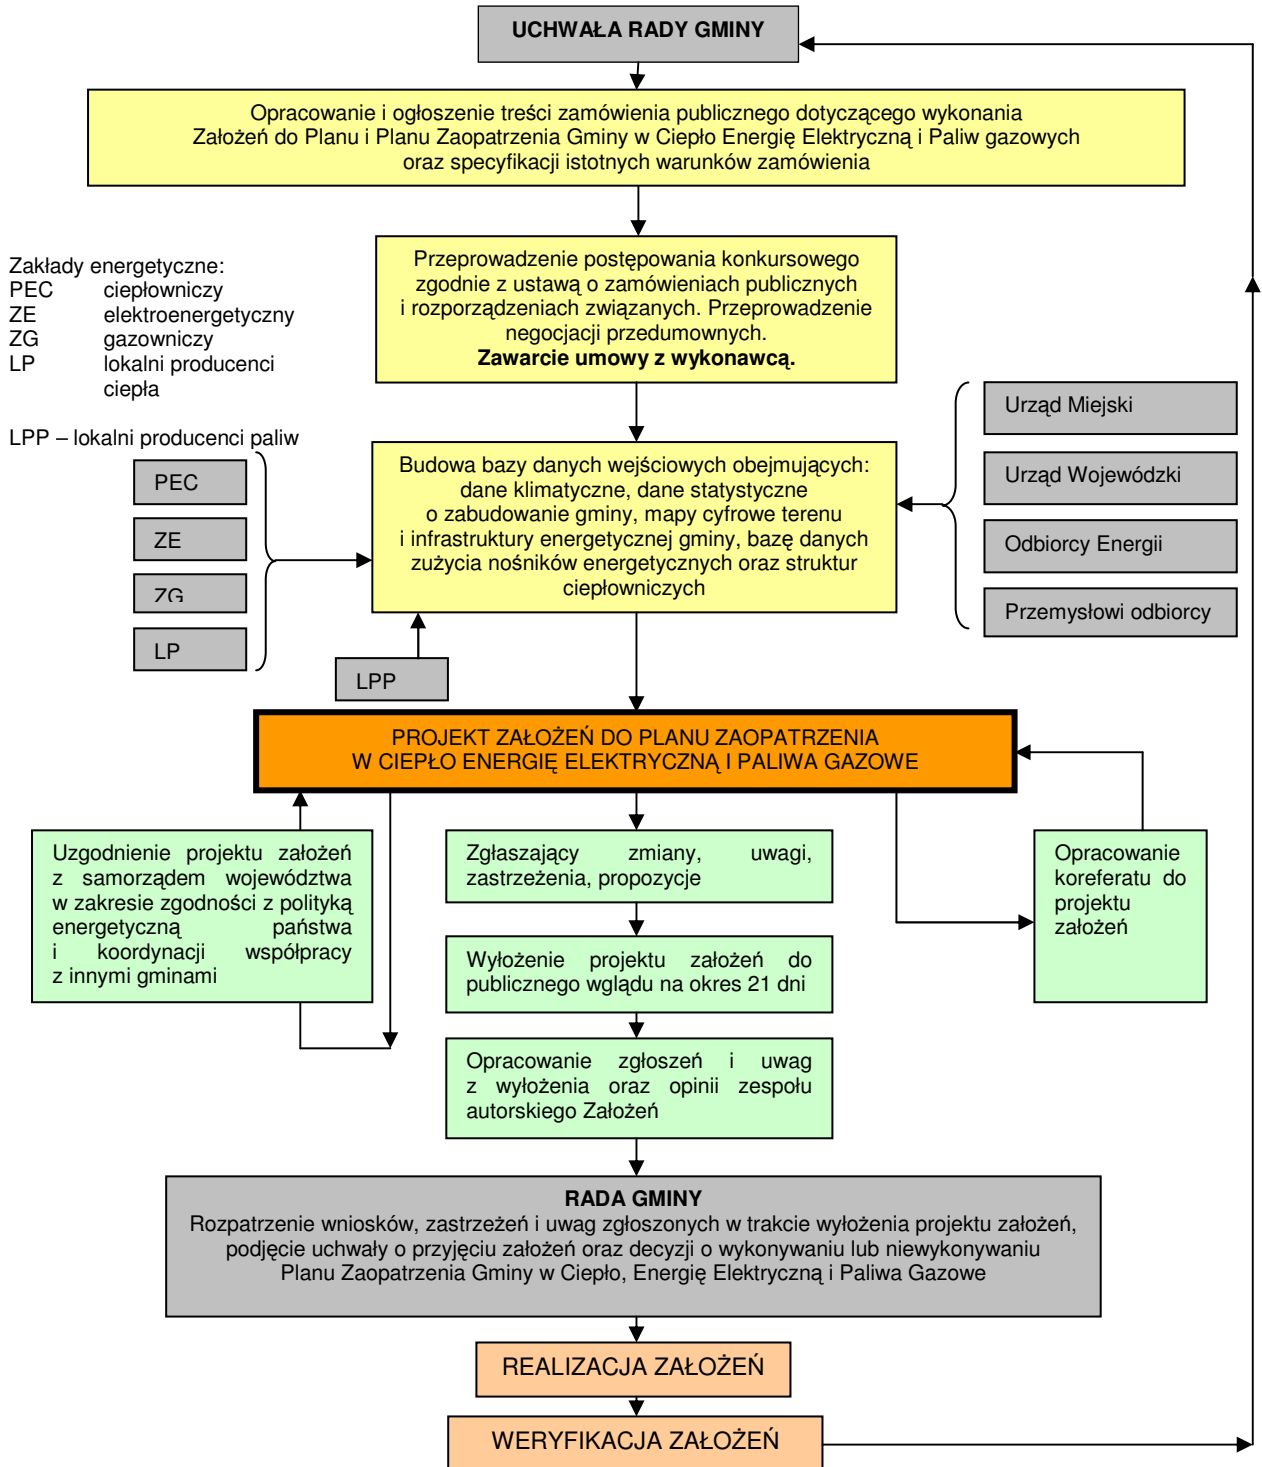 UCHWAŁA RADY GMINY
Opracowanie i ogłoszenie treści zamówienia publicznego dotyczącego wykonania
Założeń do Planu i Planu Zaopatrzenia Gminy w Ciepło Energię Elektryczną i Paliw gazowych
oraz specyfikacji istotnych warunków zamówienia
Przeprowadzenie postępowania konkursowego
zgodnie z ustawą o zamówieniach publicznych
i rozporządzeniach związanych. Przeprowadzenie
negocjacji przedumownych.
Zawarcie umowy z wykonawcą.
Zakłady energetyczne:
PEC ciepłowniczy
ZE elektroenergetyczny
ZG gazowniczy
LP lokalni producenci
ciepła
LPP – lokalni producenci paliw
PEC
ZE
ZG
LP
LPP
Budowa bazy danych wejściowych obejmujących:
dane klimatyczne, dane statystyczne
o zabudowanie gminy, mapy cyfrowe terenu
i infrastruktury energetycznej gminy, bazę danych
zużycia nośników energetycznych oraz struktur
ciepłowniczych
Urząd Miejski
Urząd Wojewódzki
Odbiorcy Energii
Przemysłowi odbiorcy
PROJEKT ZAŁOŻEŃ DO PLANU ZAOPATRZENIA
W CIEPŁO ENERGIĘ ELEKTRYCZNĄ I PALIWA GAZOWE
Uzgodnienie projektu założeń
z samorządem województwa
w zakresie zgodności z polityką
energetyczną państwa
i koordynacji współpracy
z innymi gminami
Zgłaszający zmiany, uwagi,
zastrzeżenia, propozycje
Wyłożenie projektu założeń do
publicznego wglądu na okres 21 dni
Opracowanie zgłoszeń i uwag
z wyłożenia oraz opinii zespołu
autorskiego Założeń
Opracowanie
koreferatu do
projektu
założeń
RADA GMINY
Rozpatrzenie wniosków, zastrzeżeń i uwag zgłoszonych w trakcie wyłożenia projektu założeń,
podjęcie uchwały o przyjęciu założeń oraz decyzji o wykonywaniu lub niewykonywaniu
Planu Zaopatrzenia Gminy w Ciepło, Energię Elektryczną i Paliwa Gazowe
REALIZACJA ZAŁOŻEŃ
WERYFIKACJA ZAŁOŻEŃ